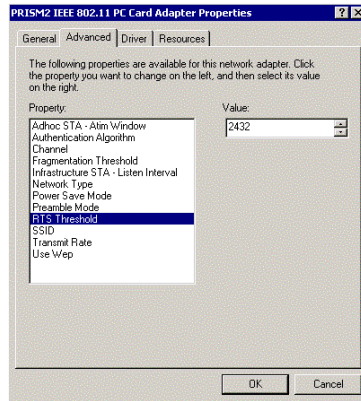 PRISM2 IEEE 802.11 PC Card Adapter Properties
General Advanced Driver Resources
The following properties are available for this network adapter. Click
the property you want to change on the left, and then select its value
on the right.
Property: Value:
Adhoc STA - Atim Window 2432
Authentication Algorithm
Channel
Fragmentation Threshold
Infrastructure STA - Listen Interval
Network Type
Power Save Mode
Preamble Mode
RTS Threshold
SSID
Transmit Rate
Use Wep
OK Cancel